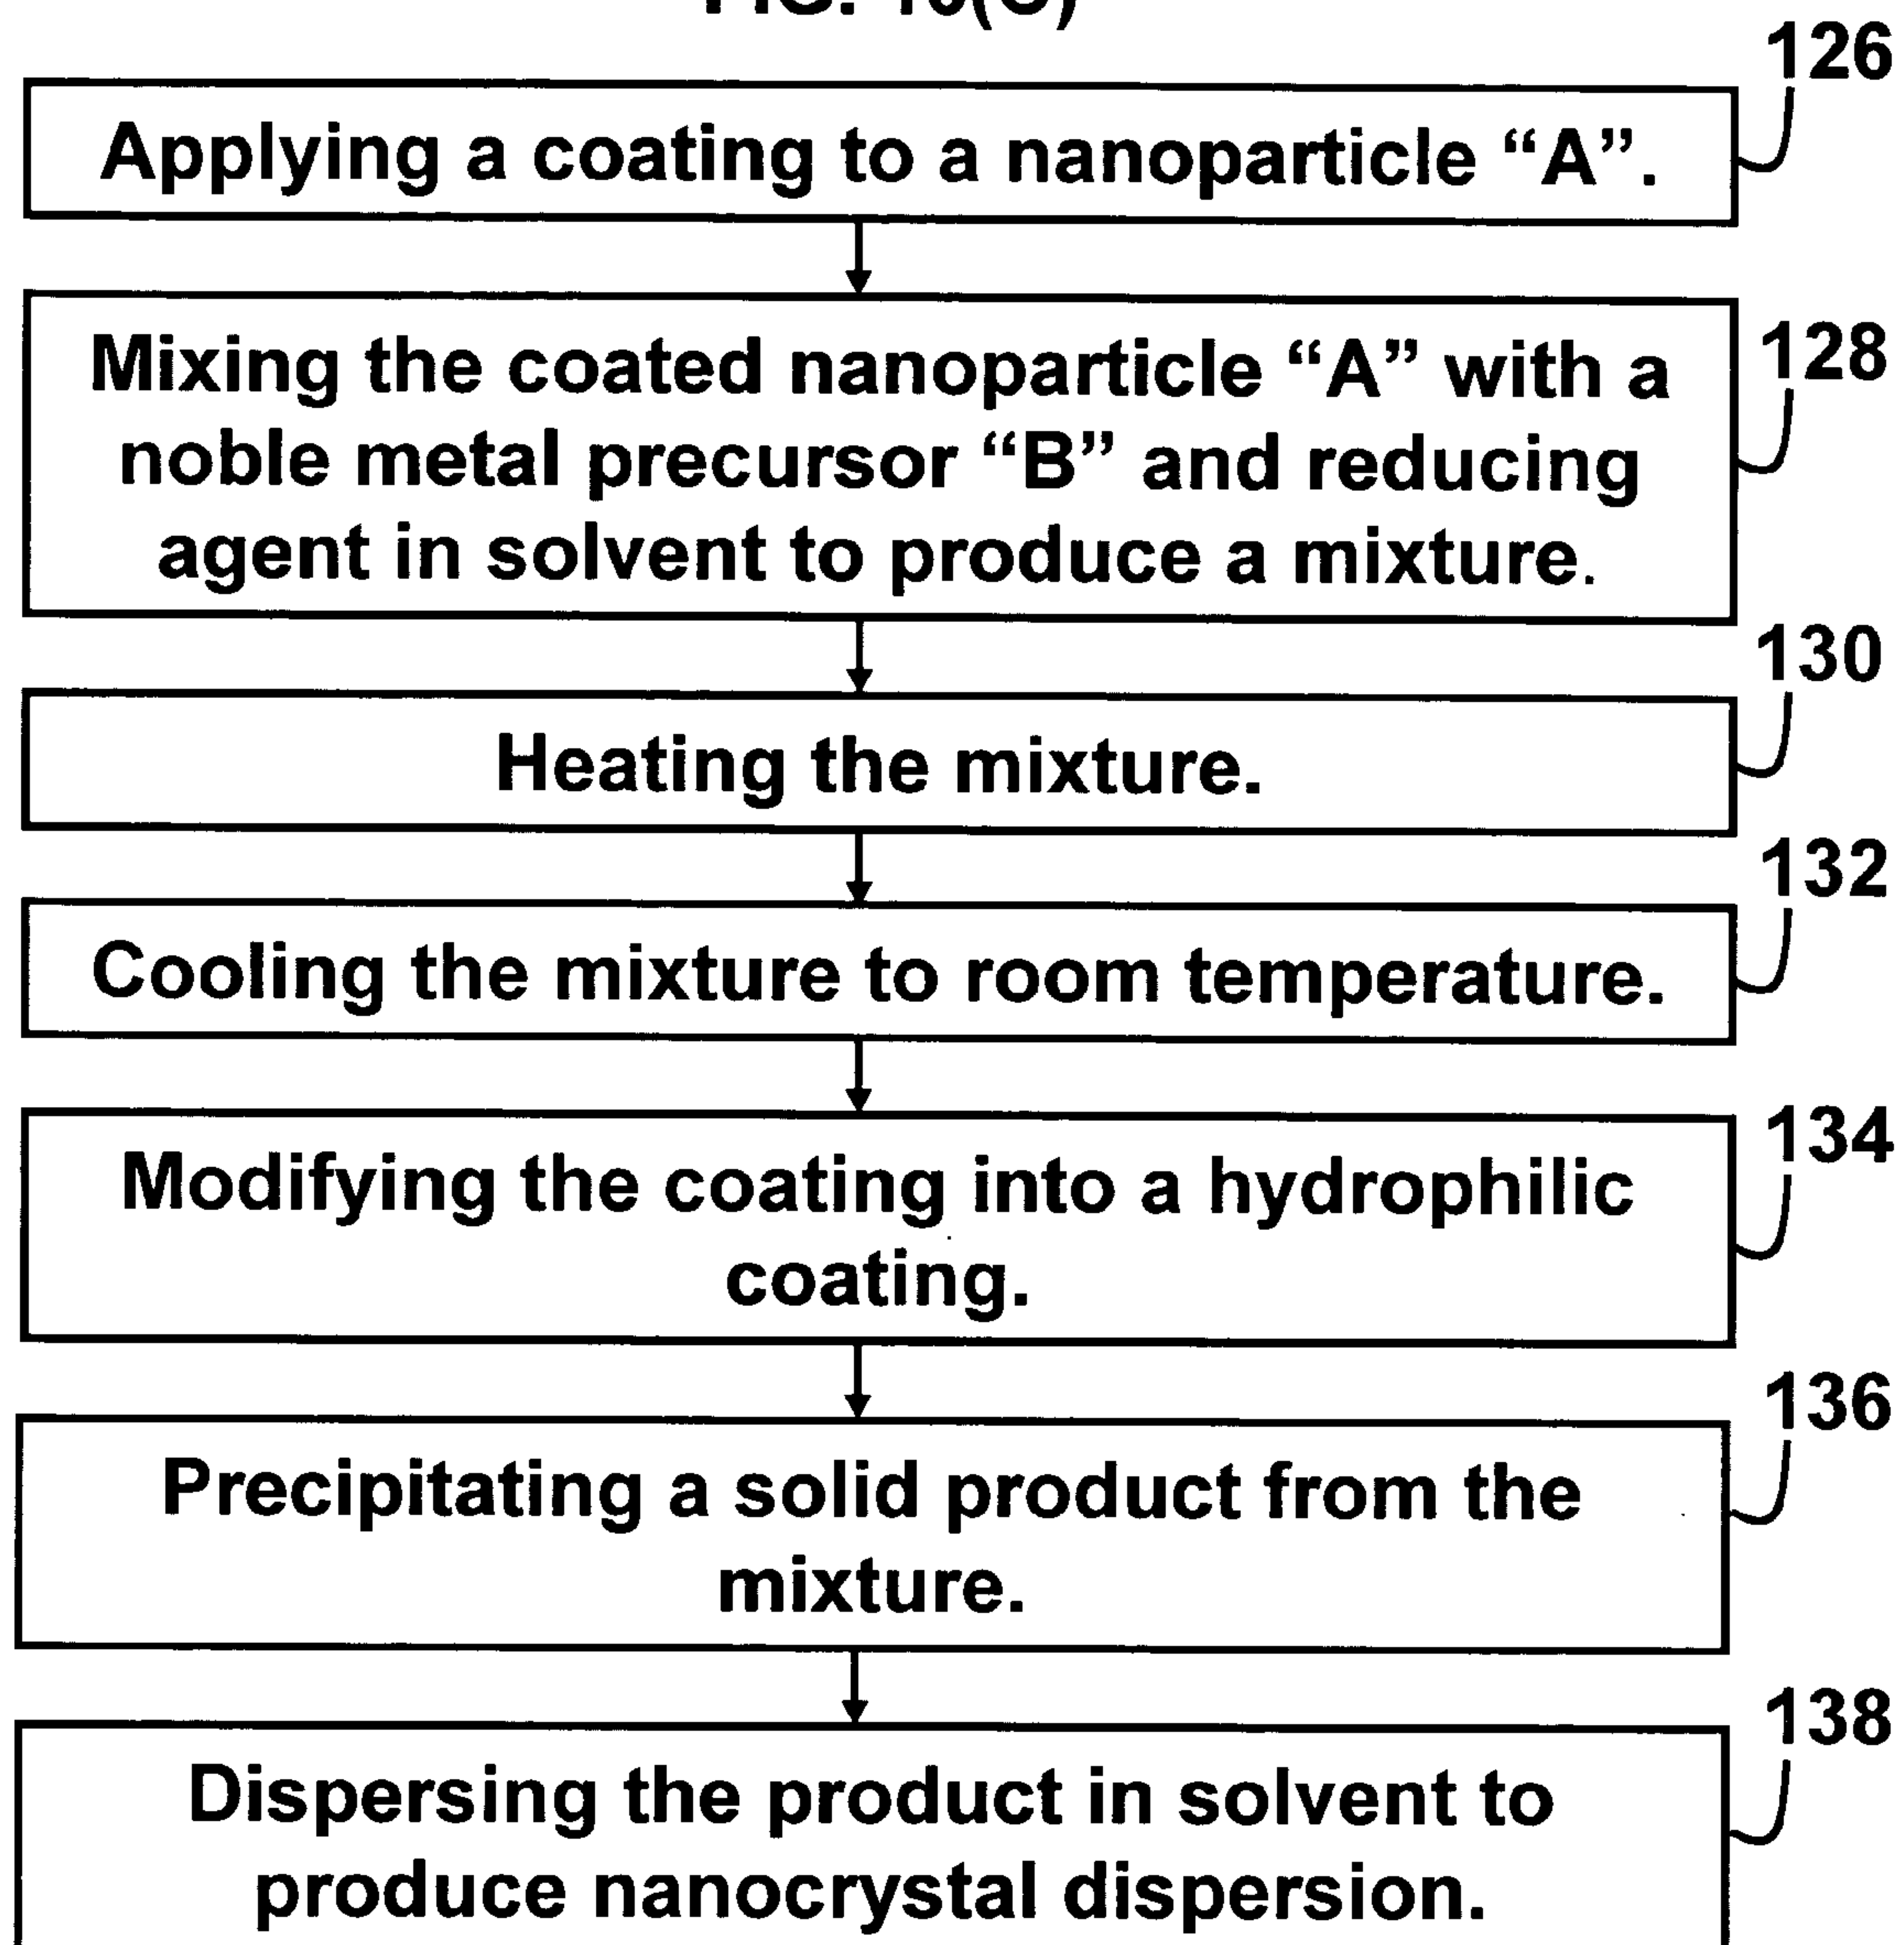 126
Applying a coating to a nanoparticle “A” .
Mixing the coated nanoparticle “A” with a
128
noble metal precursor “B” and reducing
agent in solvent to produce a mixture.
130
Heating the mixture.
132
Cooling the mixture to room temperature.
134
Modifying the coating into a hydrophilic
coating.
136
Precipitating a solid product from the
mixture.
138
Dispersing the product in solvent to
produce nanocrystal dispersion.